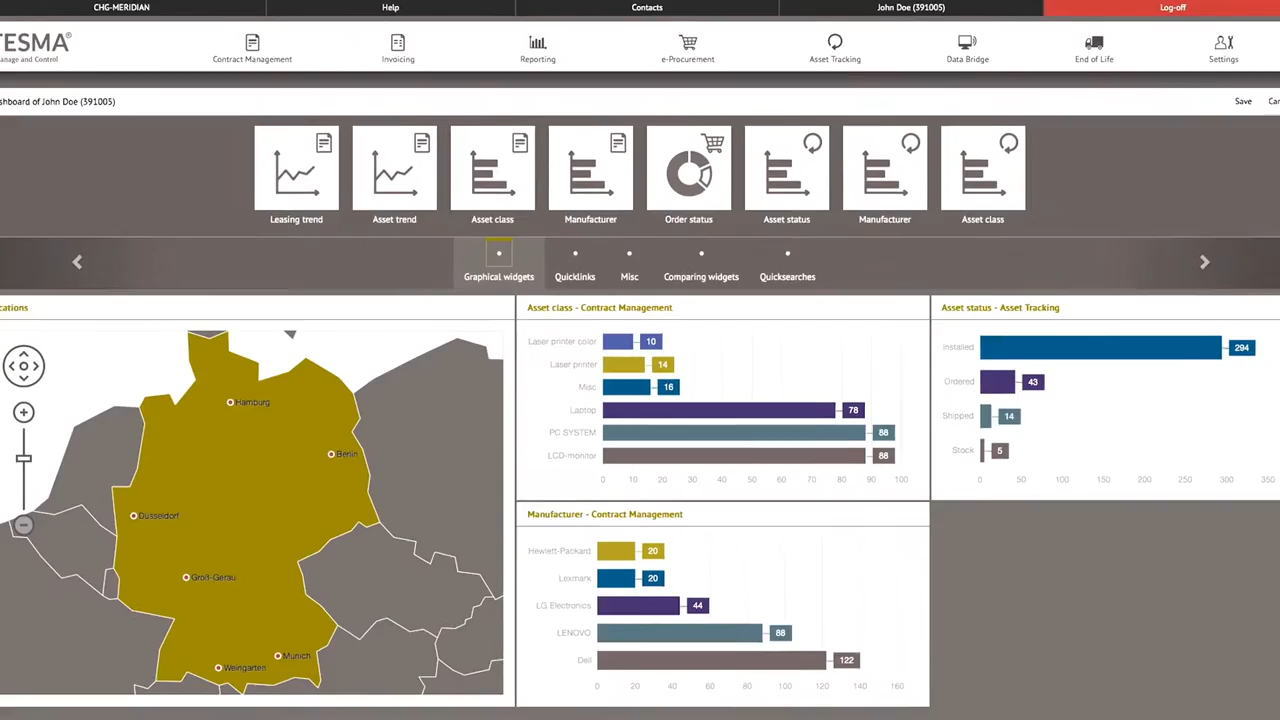 CHG-MERIDIAN Help Contacts John Doe (391005) Log-off
TESMA®
anage and Control
Contract Management Invoicing Reporting e-Procurement Asset Tracking Data Bridge End of Life Settings
shboard of John Doe (391005) Save Can
Leasing trend Asset trend Asset class Manufacturer Order status Asset status Manufacturer Asset class
Graphical widgets Quicklinks Misc Comparing widgets Quicksearches
cations
Hamburg
Berlin
Düsseldorf
Groß-Gerau
Munich
Weingarten
Asset class - Contract Management
Laser printer color 10
Laser printer 14
Misc 16
Laptop 78
PC SYSTEM 88
LCD-monitor 88
0 10 20 30 40 50 60 70 80 90 100
Manufacturer - Contract Management
Hewlett-Packard 20
Lexmark 20
LG Electronics 44
LENOVO 88
Dell 122
0 20 40 60 80 100 120 140 160
Asset status - Asset Tracking
Installed 294
Ordered 43
Shipped 14
Stock 5
0 50 100 150 200 250 300 350